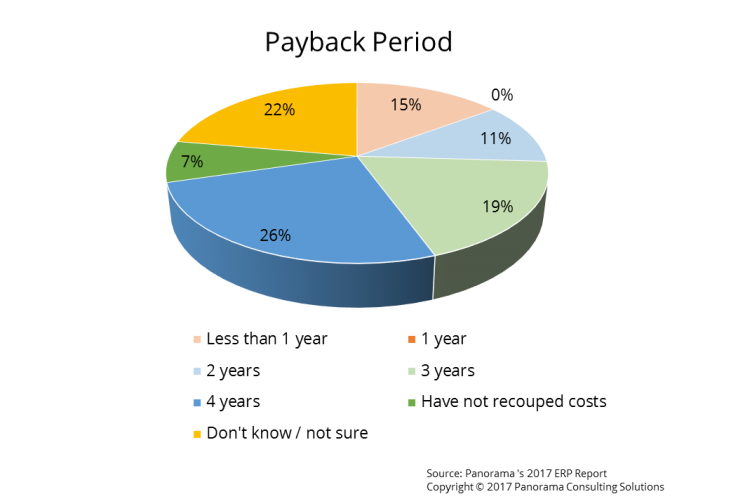 Payback Period
22%
15%
0%
11%
7%
19%
26%
Less than 1 year
1 year
2 years
3 years
4 years
Have not recouped costs
Don't know / not sure
Source: Panorama 's 2017 ERP Report
Copyright © 2017 Panorama Consulting Solutions